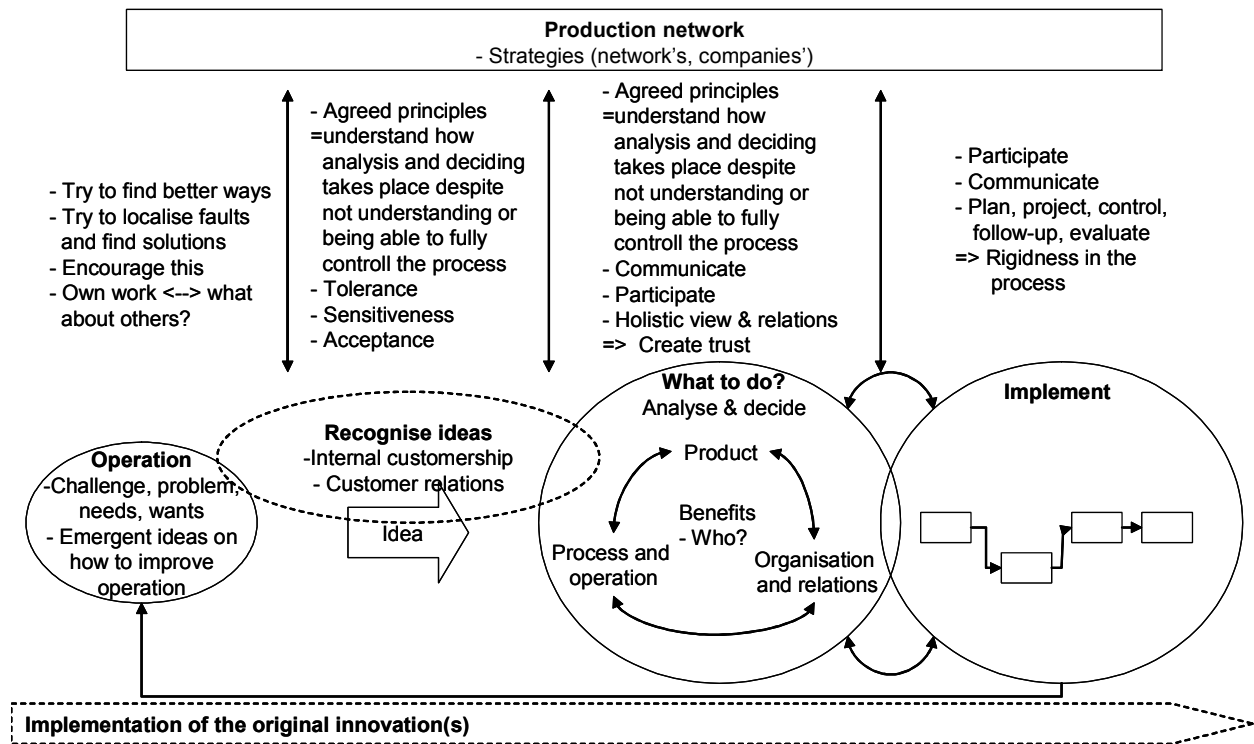 Production network
- Strategies (network's, companies')
- Try to find better ways
- Try to localise faults
and find solutions
- Encourage this
- Own work <--> what
about others?
- Agreed principles
=understand how
analysis and deciding
takes place despite
not understanding or
being able to fully
controll the process
- Tolerance
- Sensitiveness
- Acceptance
- Agreed principles
=understand how
analysis and deciding
takes place despite
not understanding or
being able to fully
controll the process
- Communicate
- Participate
- Holistic view & relations
=> Create trust
- Participate
- Communicate
- Plan, project, control,
follow-up, evaluate
=> Rigidness in the
process
Operation
-Challenge, problem,
needs, wants
- Emergent ideas on
how to improve
operation
Recognise ideas
-Internal customership
- Customer relations
Idea
What to do?
Analyse & decide
Product
Benefits
- Who?
Process and
operation
Organisation
and relations
Implement
Implementation of the original innovation(s)